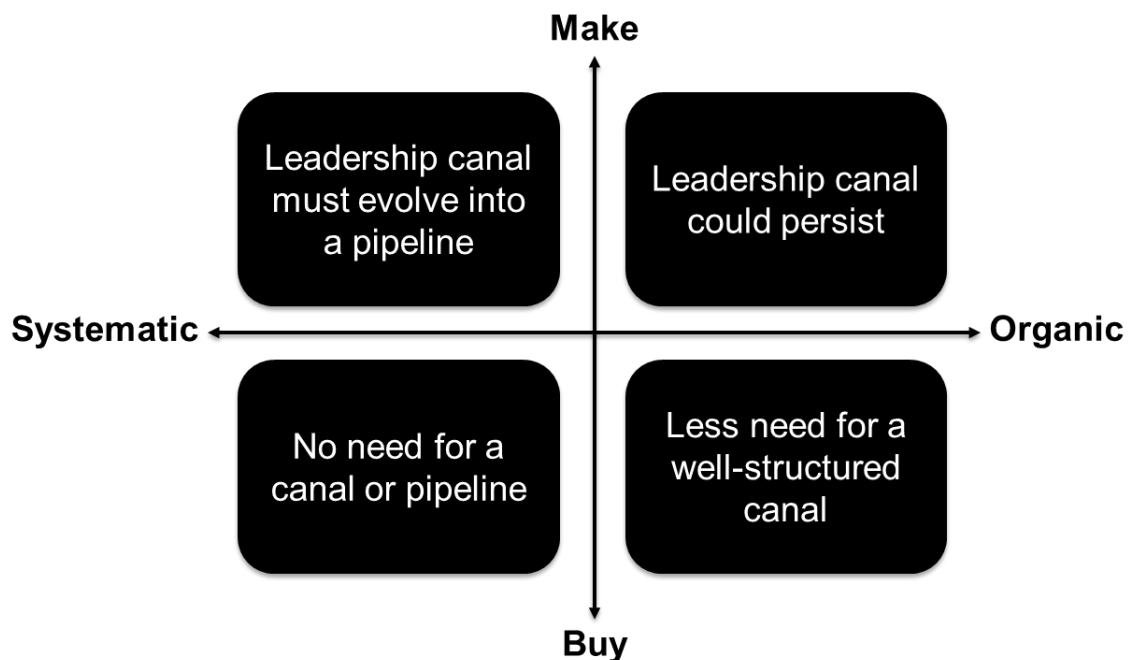 Make
Leadership canal
must evolve into
a pipeline
Leadership canal
could persist
Systematic
Organic
No need for a
canal or pipeline
Less need for a
well-structured
canal
Buy